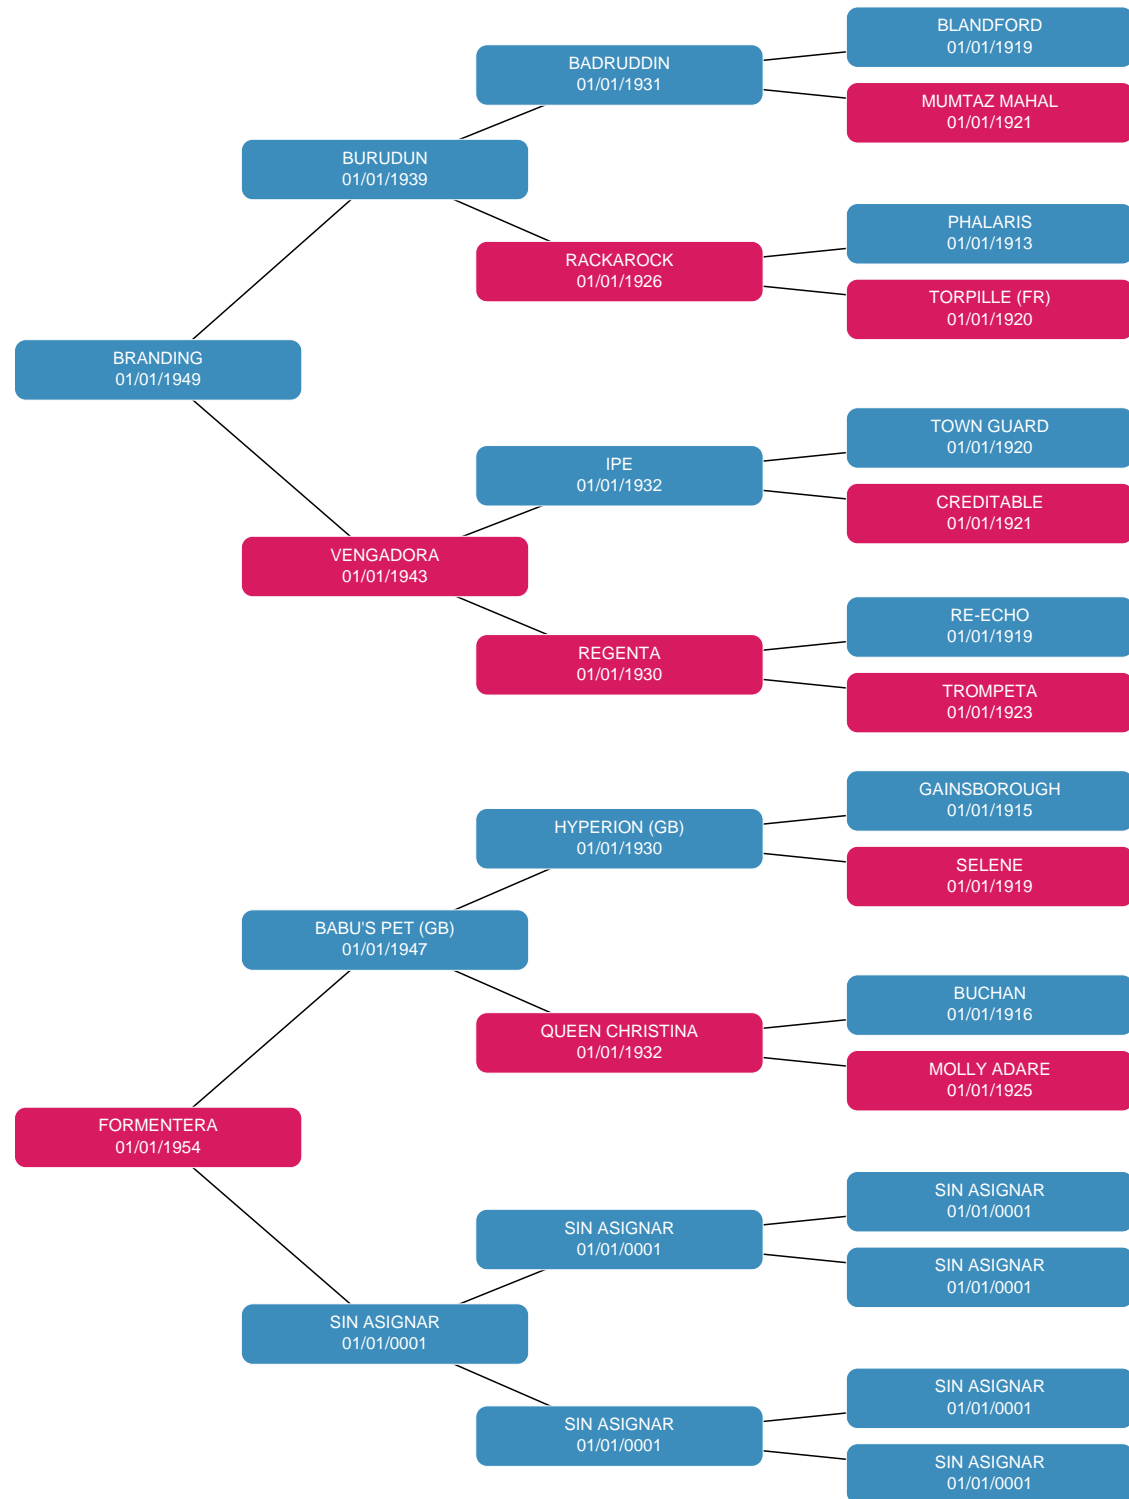 BLANDFORD
01/01/1919
BADRUDDIN
01/01/1931
MUMTAZ MAHAL
01/01/1921
BURUDUN
01/01/1939
PHALARIS
01/01/1913
RACKAROCK
01/01/1926
TORPILLE (FR)
01/01/1920
BRANDING
01/01/1949
TOWN GUARD
01/01/1920
IPE
01/01/1932
CREDITABLE
01/01/1921
VENGADORA
01/01/1943
RE-ECHO
01/01/1919
REGENTA
01/01/1930
TROMPETA
01/01/1923
GAINSBOROUGH
01/01/1915
HYPERION (GB)
01/01/1930
SELENE
01/01/1919
BABU'S PET (GB)
01/01/1947
BUCHAN
01/01/1916
QUEEN CHRISTINA
01/01/1932
MOLLY ADARE
01/01/1925
FORMENTERA
01/01/1954
SIN ASIGNAR
01/01/0001
SIN ASIGNAR
01/01/0001
SIN ASIGNAR
01/01/0001
SIN ASIGNAR
01/01/0001
SIN ASIGNAR
01/01/0001
SIN ASIGNAR
01/01/0001
SIN ASIGNAR
01/01/0001